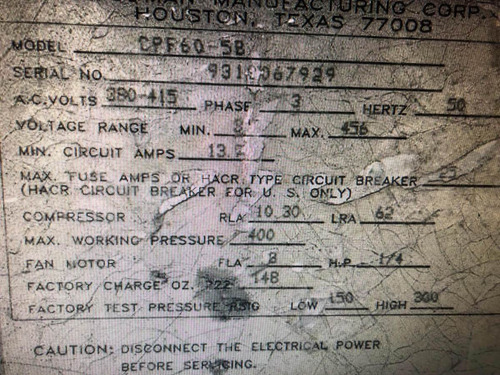 MANUFACTURING CORP.
HOUSTON, TEXAS 77008
MODEL CPF60-5B
SERIAL NO.
A.C. VOLTS 380-415 PHASE 3 HERTZ 50
VOLTAGE RANGE MIN. MAX. 456
MIN. CIRCUIT AMPS
MAX. FUSE AMPS OR HACR TYPE CIRCUIT BREAKER
(HACR CIRCUIT BREAKER FOR U. S. ONLY)
COMPRESSOR RLA 10.30 LRA 62
MAX. WORKING PRESSURE 400
FAN MOTOR FLA H.P. 1/4
FACTORY CHARGE OZ. ?22 148
FACTORY TEST PRESSURE PSIG LOW 150 HIGH 300
CAUTION: DISCONNECT THE ELECTRICAL POWER
BEFORE SERVICING.